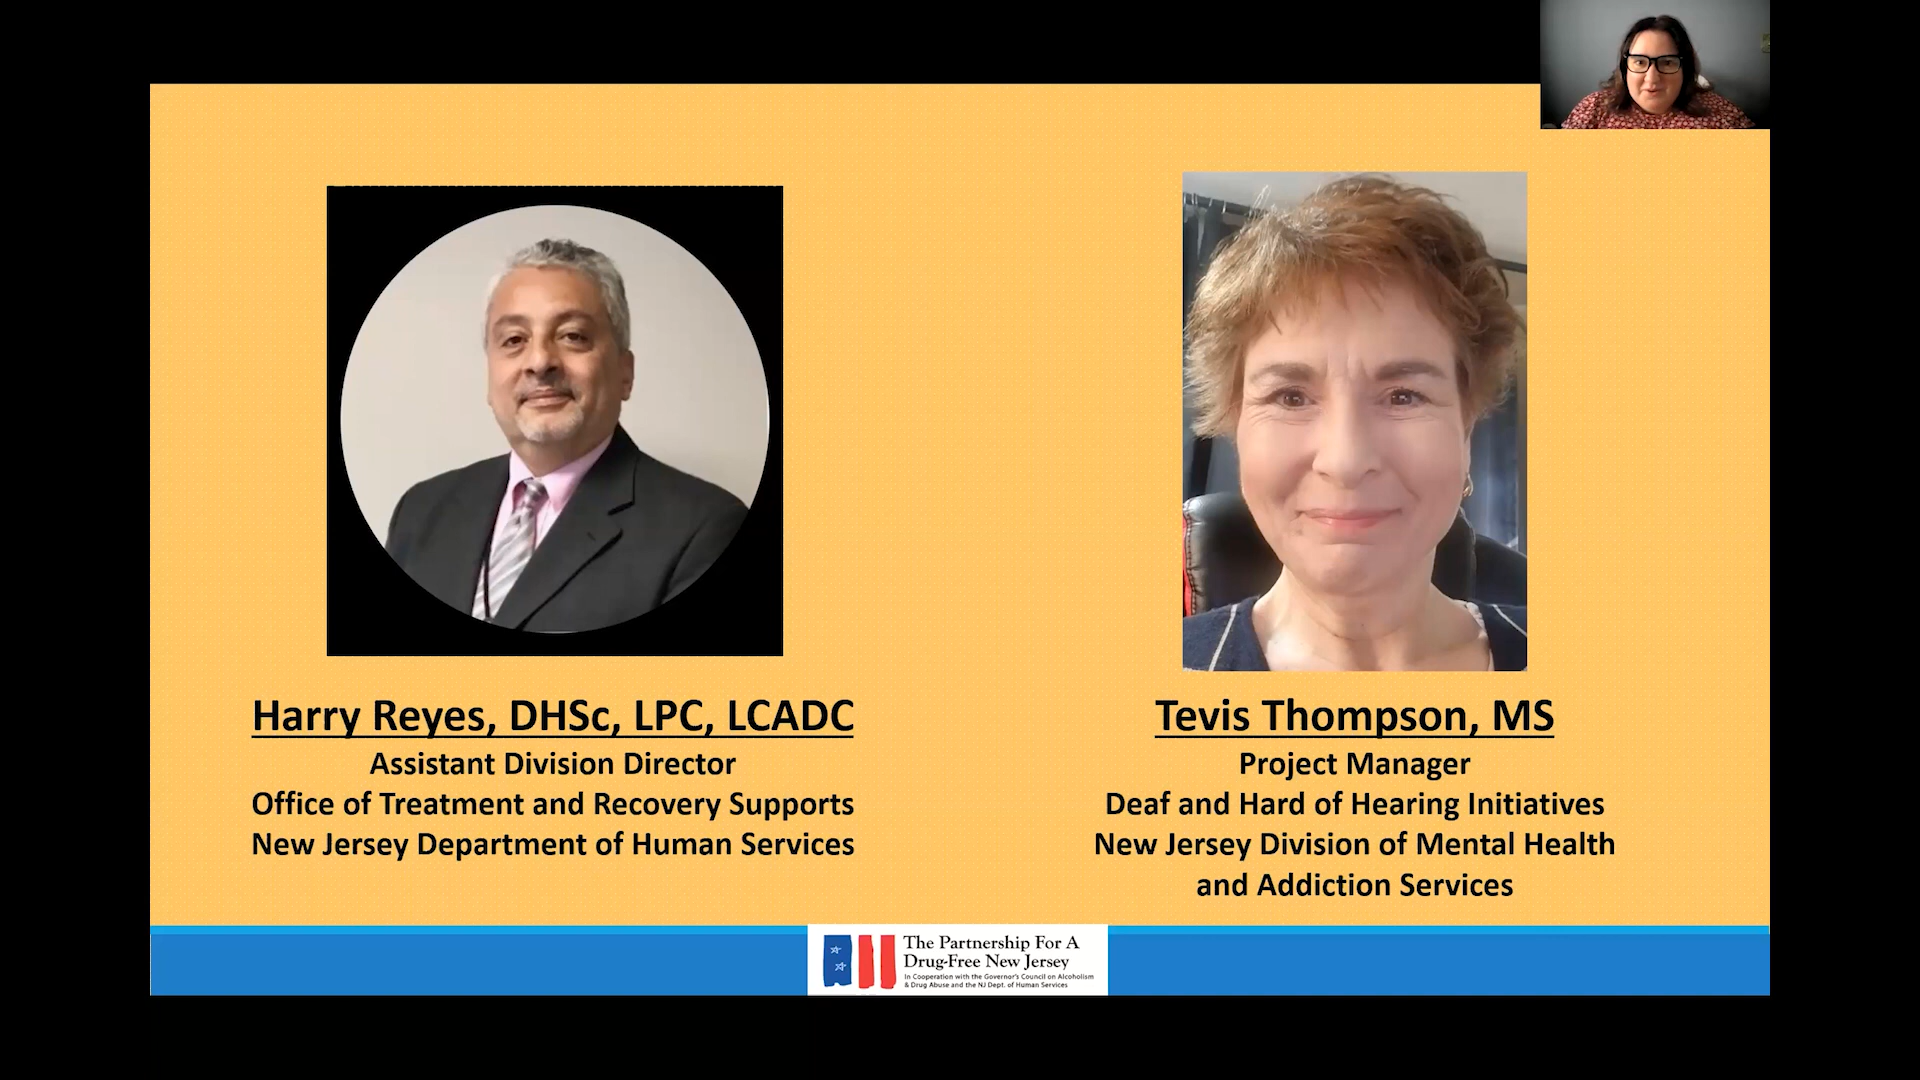 Harry Reyes, DHSc, LPC, LCADC
Assistant Division Director
Office of Treatment and Recovery Supports
New Jersey Department of Human Services
Tevis Thompson, MS
Project Manager
Deaf and Hard of Hearing Initiatives
New Jersey Division of Mental Health
and Addiction Services
The Partnership For A
Drug-Free New Jersey
In Cooperation with the Governor's Council on Alcoholism
& Drug Abuse and the NJ Dept. of Human Services